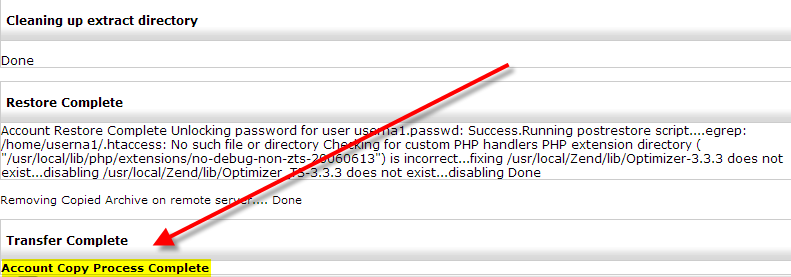 Cleaning up extract directory
Done
Restore Complete
Account Restore Complete Unlocking password for user userna1.passwd: Success.Running postrestore script....egrep:
/home/userna1/.htaccess: No such file or directory Checking for custom PHP handlers PHP extension directory (
"/usr/local/lib/php/extensions/no-debug-non-zts-20060613") is incorrect...fixing /usr/local/Zend/lib/Optimizer-3.3.3 does not
exist...disabling /usr/local/Zend/lib/Optimizer_TS-3.3.3 does not exist...disabling Done
Removing Copied Archive on remote server.... Done
Transfer Complete
Account Copy Process Complete